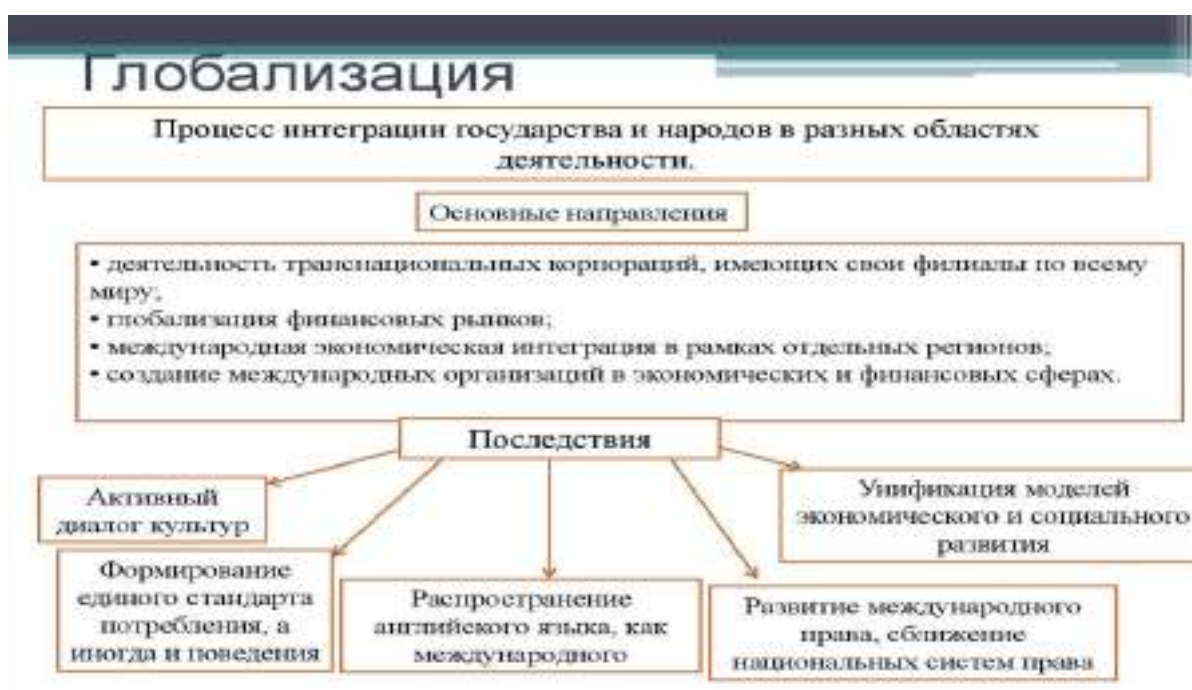 Глобализация
Процесс интеграции государства и народов в разных областях
деятельности.
Основные направления
• деятельность транснациональных корпораций, имеющих свои филиалы по всему
миру;
• глобализация финансовых рынков;
• международная экономическая интеграция в рамках отдельных регионов;
• создание международных организаций в экономических и финансовых сферах.
Последствия
Активный
диалог культур
Формирование
единого стандарта
потребления, а
иногда и поведения
Распространение
английского языка, как
международного
Развитие международного
права, сближение
национальных систем права
Унификация моделей
экономического и социального
развития